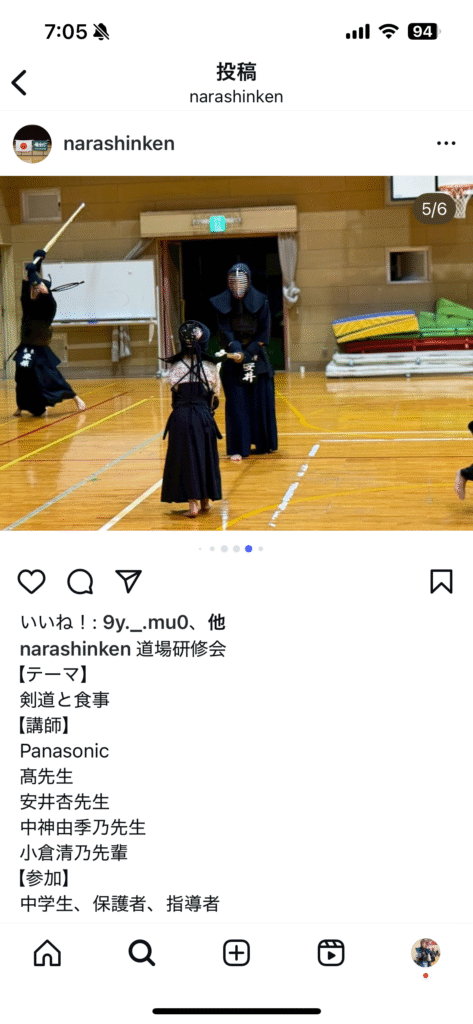 7:05
94
投稿
narashinken
narashinken
5/6
いいね！: 9y._.mu0、他
narashinken 道場研修会
【テーマ】
剣道と食事
【講師】
Panasonic
髙先生
安井杏先生
中神由季乃先生
小倉清乃先輩
【参加】
中学生、保護者、指導者